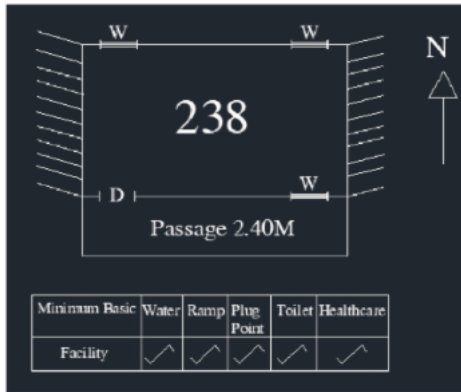 W W
N
238
D W
Passage 2.40M
Minimum Basic Water Ramp Plug Point Toilet Healthcare
Facility